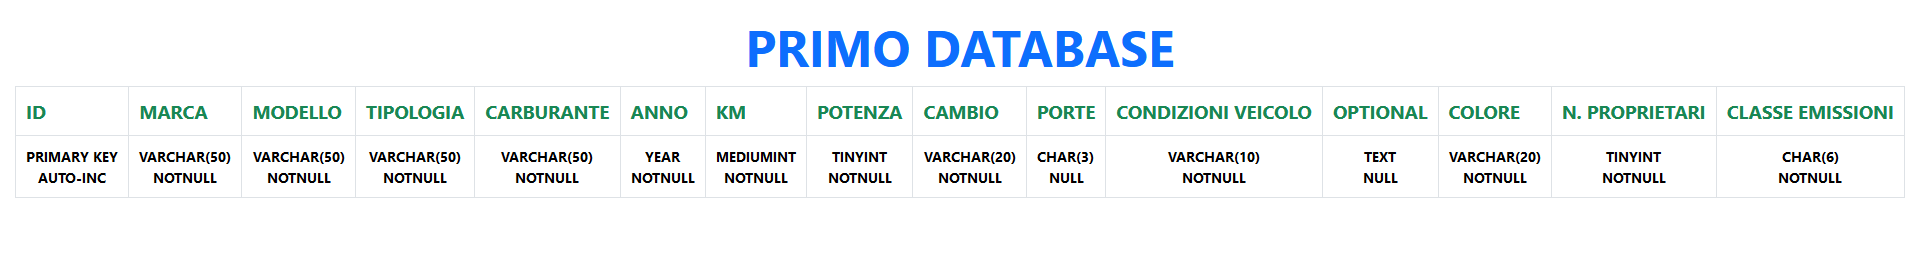 PRIMO DATABASE
ID MARCA MODELLO TIPOLOGIA CARBURANTE ANNO KM POTENZA CAMBIO PORTE CONDIZIONI VEICOLO OPTIONAL COLORE N. PROPRIETARI CLASSE EMISSIONI
PRIMARY KEY VARCHAR(50) VARCHAR(50) VARCHAR(50) VARCHAR(50) YEAR MEDIUMINT TINYINT VARCHAR(20) CHAR(3) VARCHAR(10) TEXT VARCHAR(20) TINYINT CHAR(6)
AUTO-INC NOTNULL NOTNULL NOTNULL NOTNULL NOTNULL NOTNULL NOTNULL NOTNULL NULL NOTNULL NULL NOTNULL NOTNULL NOTNULL